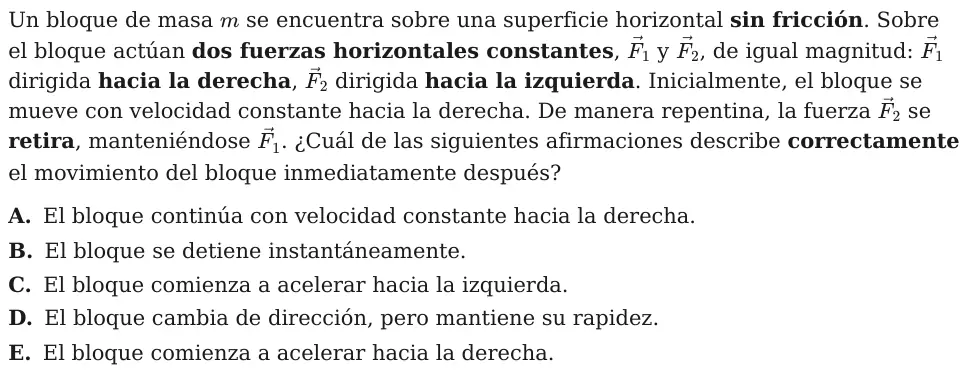 Un bloque de masa m se encuentra sobre una superficie horizontal sin fricción. Sobre
el bloque actúan dos fuerzas horizontales constantes, F⃗₁ y F⃗₂, de igual magnitud: F⃗₁
dirigida hacia la derecha, F⃗₂ dirigida hacia la izquierda. Inicialmente, el bloque se
mueve con velocidad constante hacia la derecha. De manera repentina, la fuerza F⃗₂ se
retira, manteniéndose F⃗₁. ¿Cuál de las siguientes afirmaciones describe correctamente
el movimiento del bloque inmediatamente después?
A. El bloque continúa con velocidad constante hacia la derecha.
B. El bloque se detiene instantáneamente.
C. El bloque comienza a acelerar hacia la izquierda.
D. El bloque cambia de dirección, pero mantiene su rapidez.
E. El bloque comienza a acelerar hacia la derecha.